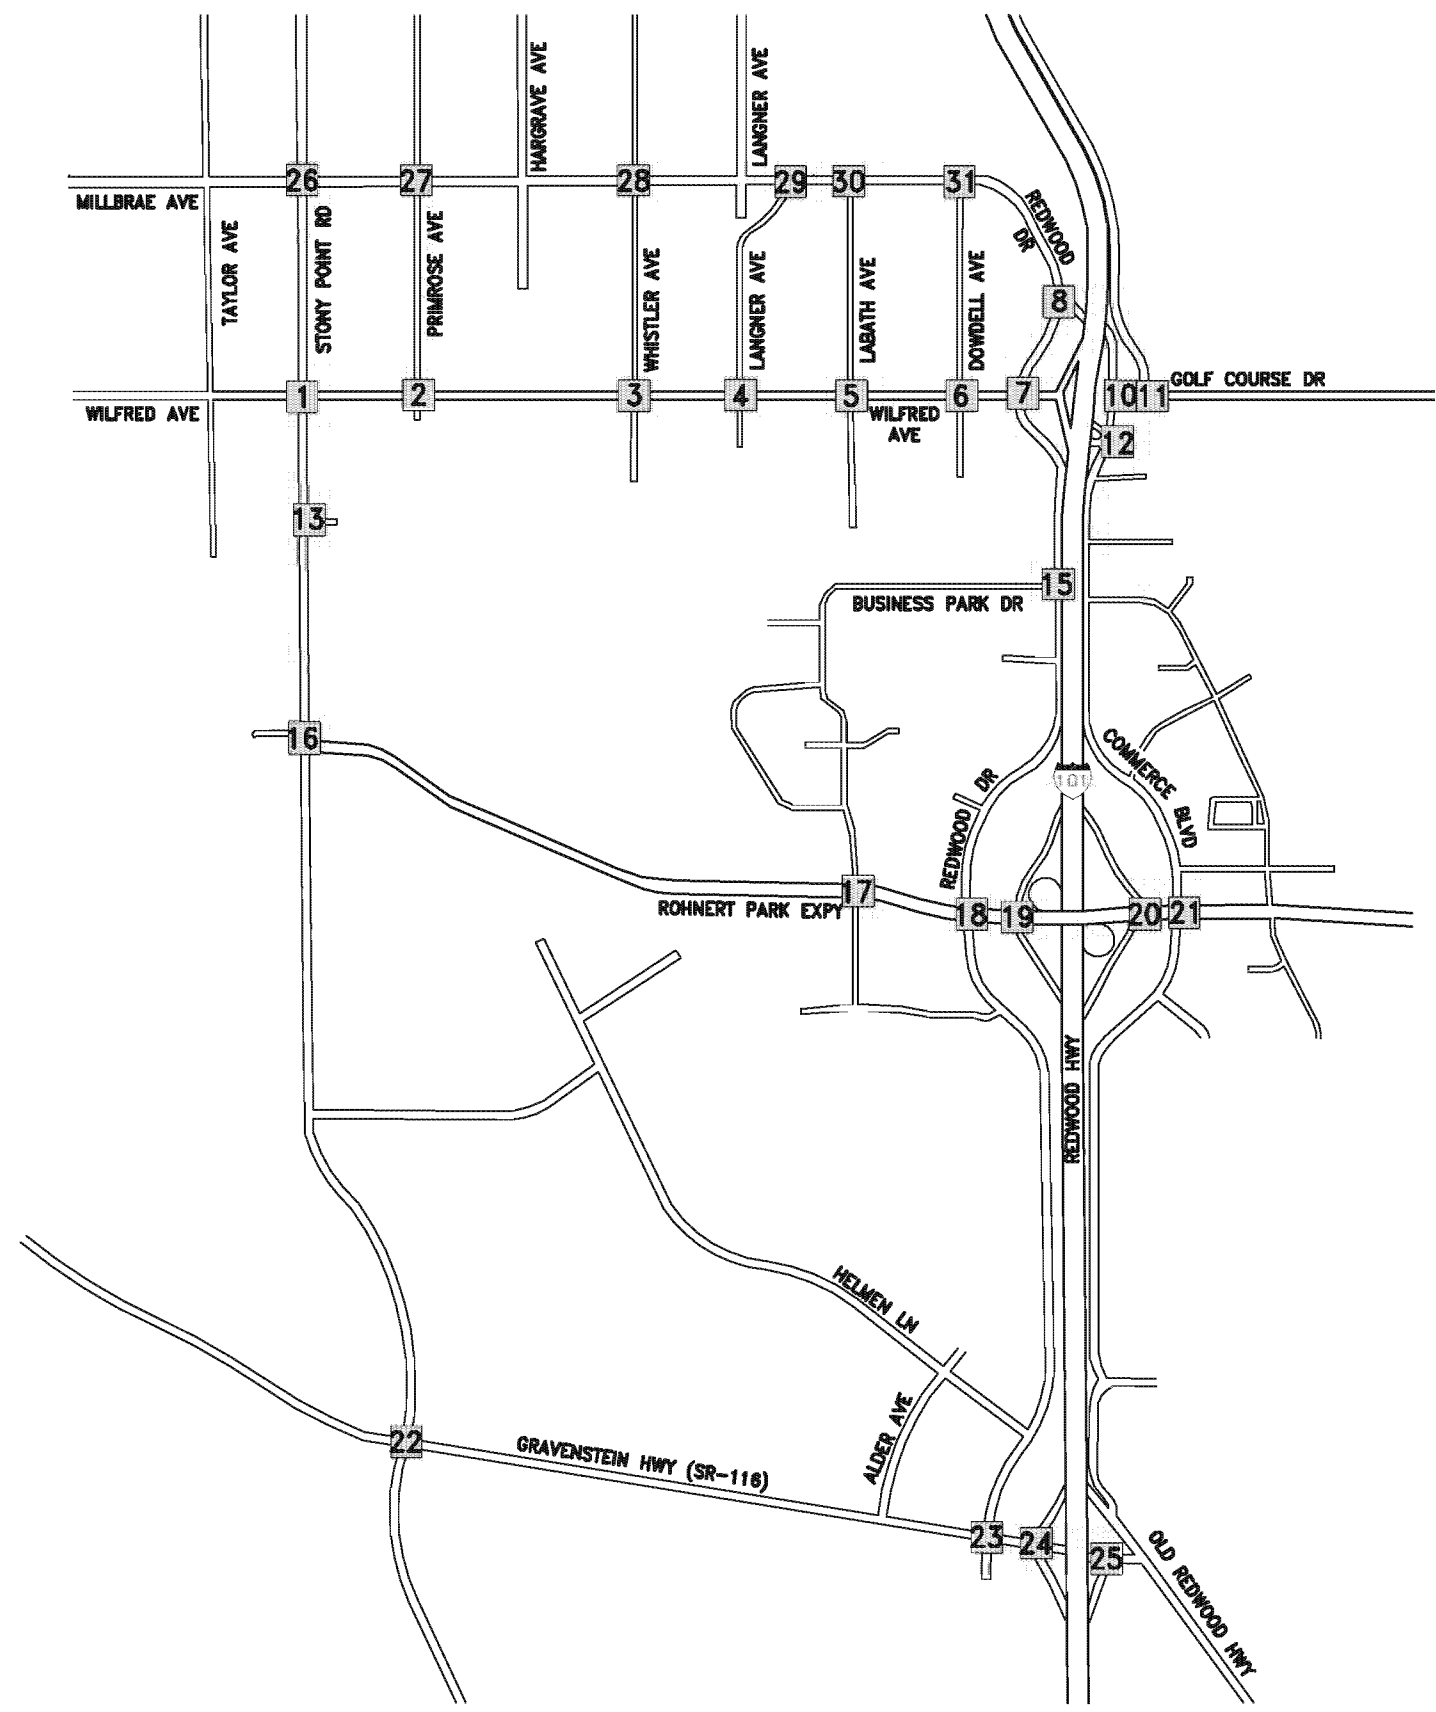 HARGRAVE AVE
LANGNER AVE
26
27
28
29
30
31
MILLBRAE AVE
TAYLOR AVE
STONY POINT RD
PRIMROSE AVE
WHISTLER AVE
LANGNER AVE
LABATH AVE
DOWDELL AVE
REDWOOD
DR
8
1
2
3
4
5
6
7
10
11
GOLF COURSE DR
WILFRED AVE
WILFRED
AVE
12
13
15
BUSINESS PARK DR
16
COMMERCE BLVD
101
REDWOOD DR
17
ROHNERT PARK EXPY
18
19
20
21
REDWOOD HWY
HELMEN LN
ALDER AVE
22
GRAVENSTEIN HWY (SR-116)
23
24
25
OLD REDWOOD HWY